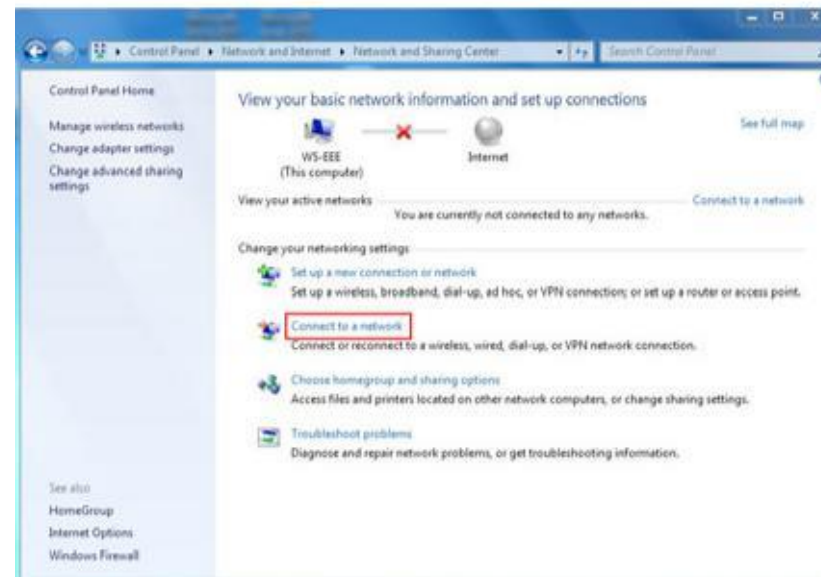 Control Panel Network and Internet Network and Sharing Center Search Control Panel
Control Panel Home
Manage wireless networks
Change adapter settings
Change advanced sharing
settings
View your basic network information and set up connections
See full map
WS-EEE
(This computer)
Internet
View your active networks
Connect to a network
You are currently not connected to any networks.
Change your networking settings
Set up a new connection or network
Set up a wireless, broadband, dial-up, ad hoc, or VPN connection; or set up a router or access point.
Connect to a network
Connect or reconnect to a wireless, wired, dial-up, or VPN network connection.
Choose homegroup and sharing options
Access files and printers located on other network computers, or change sharing settings.
Troubleshoot problems
Diagnose and repair network problems, or get troubleshooting information.
See also
HomeGroup
Internet Options
Windows Firewall